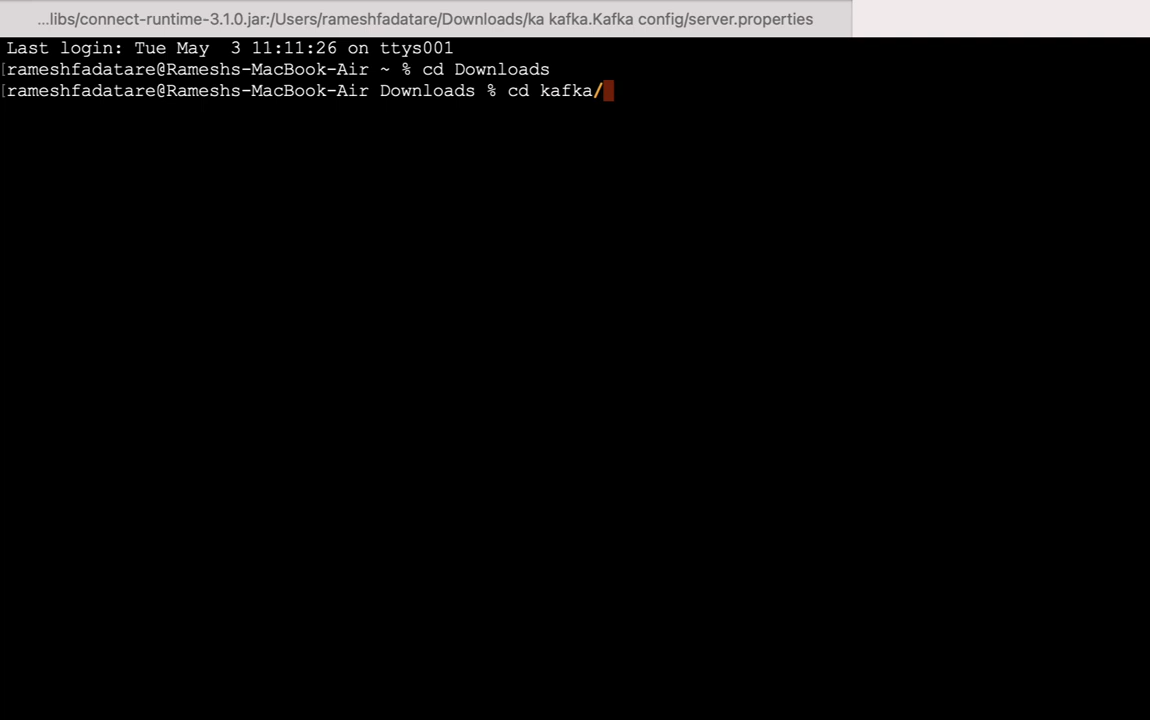 ...libs/connect-runtime-3.1.0.jar:/Users/rameshfadatare/Downloads/ka kafka.Kafka config/server.properties
Last login: Tue May  3 11:11:26 on ttys001
[rameshfadatare@Rameshs-MacBook-Air ~ % cd Downloads
[rameshfadatare@Rameshs-MacBook-Air Downloads % cd kafka/